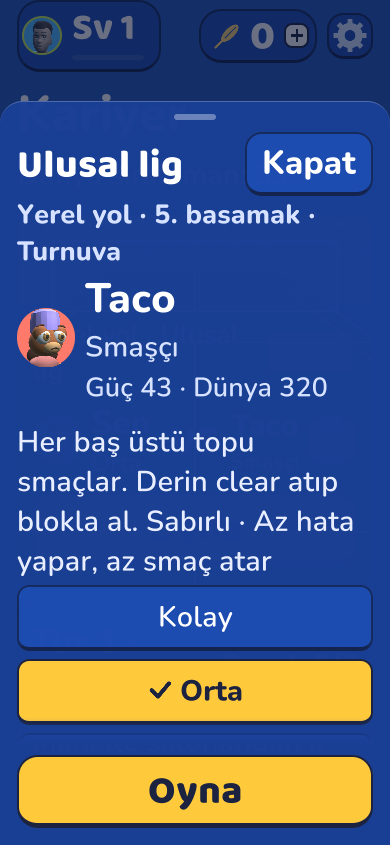 Sv 1
0
Kariyer
Ulusal lig
Kapat
Yerel yol · 5. basamak ·
Turnuva
Taco
Smaşçı
Güç 43 · Dünya 320
Her baş üstü topu
smaçlar. Derin clear atıp
blokla al. Sabırlı · Az hata
yapar, az smaç atar
Kolay
Orta
Oyna